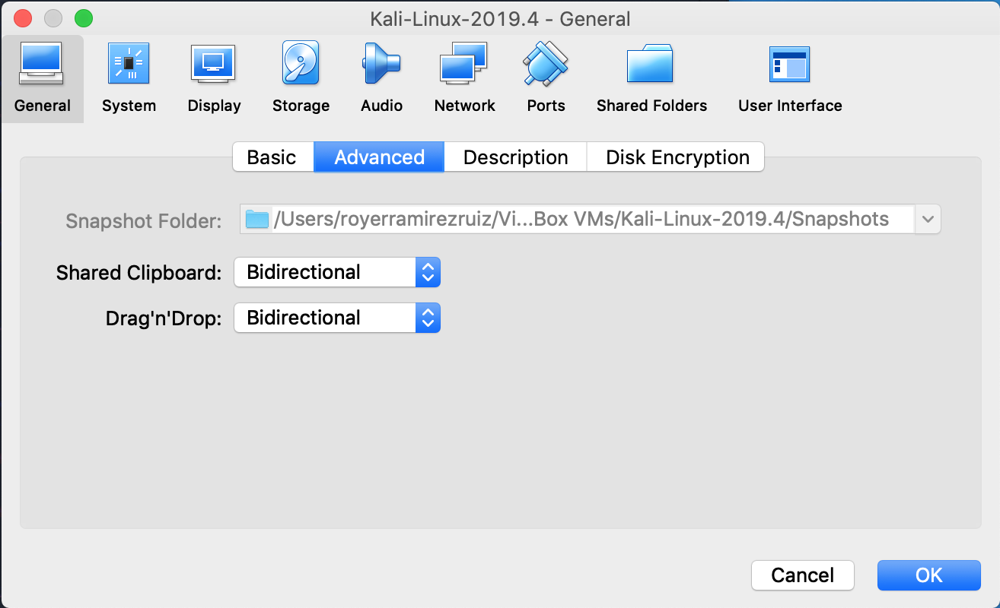 Kali-Linux-2019.4 - General
General System Display Storage Audio Network Ports Shared Folders User Interface
Basic Advanced Description Disk Encryption
Snapshot Folder: /Users/royerramirezruiz/Vi...Box VMs/Kali-Linux-2019.4/Snapshots
Shared Clipboard: Bidirectional
Drag'n'Drop: Bidirectional
Cancel OK